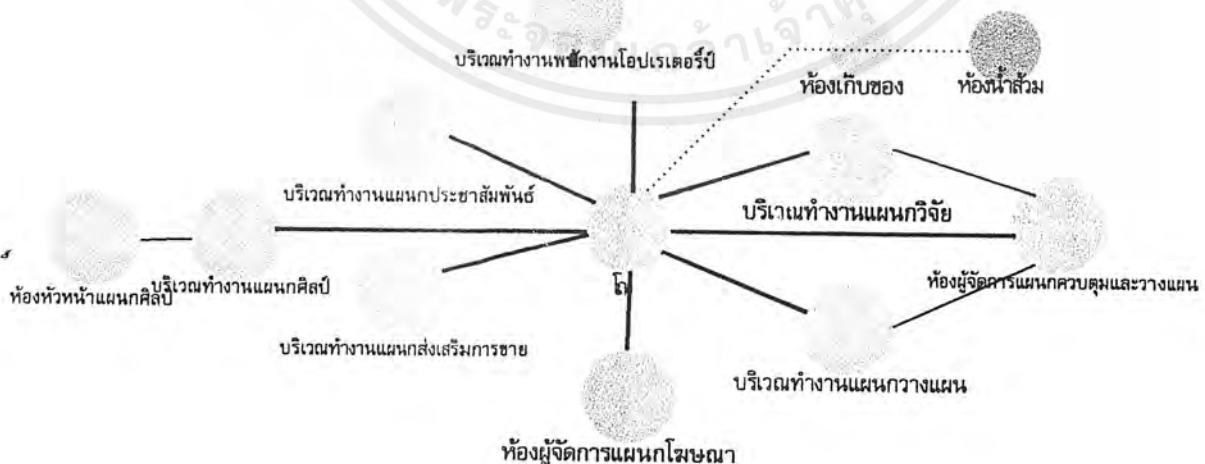 บริเวณทำงานพนักงานโอปเรเตอร์ป์
ห้องเก็บของ
ห้องน้ำส้วม
บริเวณทำงานแผนกประชาสัมพันธ์
บริเวณทำงานแผนกวิจัย
ห้องหัวหน้าแผนกศิลป์
บริเวณทำงานแผนกศิลป์
โถ
ห้องผู้จัดการแผนกควบตุมและวางแผน
บริเวณทำงานแผนกส่งเสริมการขาย
บริเวณทำงานแผนกวางแผน
ห้องผู้จัดการแผนกโฆษณา